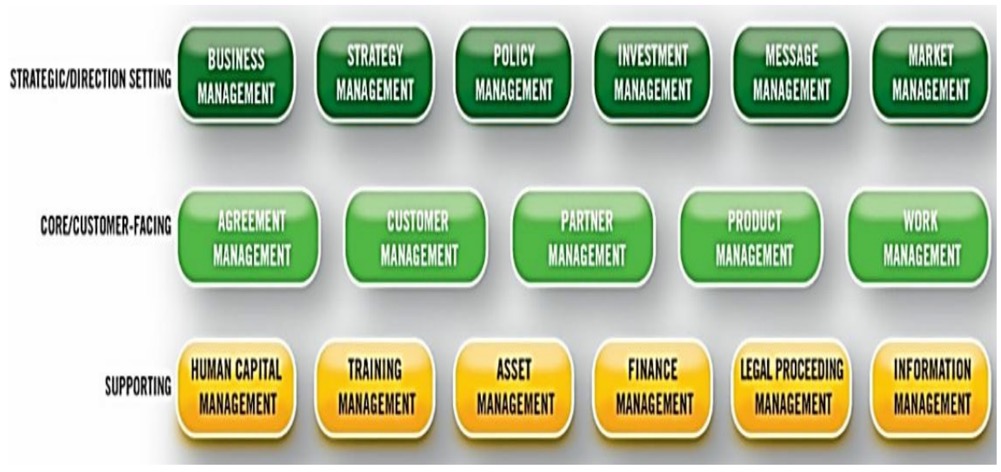 STRATEGIC/DIRECTION SETTING
BUSINESS
MANAGEMENT
STRATEGY
MANAGEMENT
POLICY
MANAGEMENT
INVESTMENT
MANAGEMENT
MESSAGE
MANAGEMENT
MARKET
MANAGEMENT
CORE/CUSTOMER-FACING
AGREEMENT
MANAGEMENT
CUSTOMER
MANAGEMENT
PARTNER
MANAGEMENT
PRODUCT
MANAGEMENT
WORK
MANAGEMENT
SUPPORTING
HUMAN CAPITAL
MANAGEMENT
TRAINING
MANAGEMENT
ASSET
MANAGEMENT
FINANCE
MANAGEMENT
LEGAL PROCEEDING
MANAGEMENT
INFORMATION
MANAGEMENT